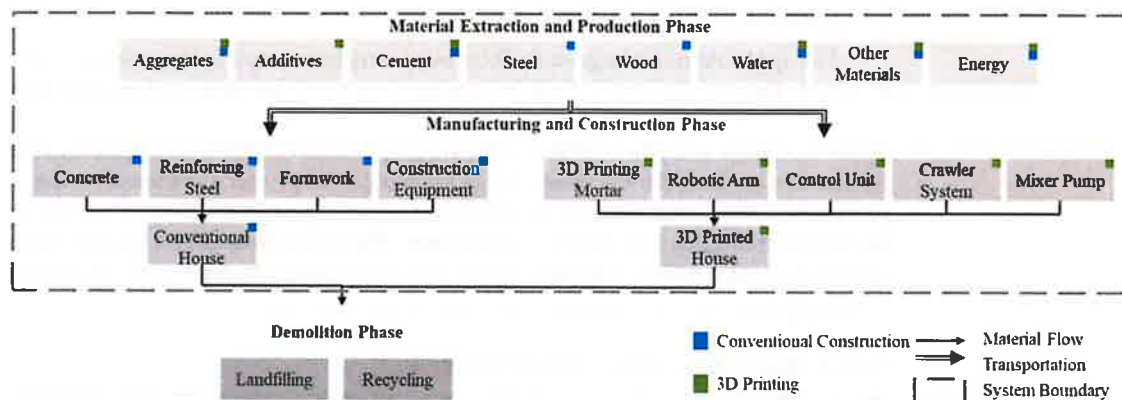 Material Extraction and Production Phase
Aggregates
Additives
Cement
Steel
Wood
Water
Other
Materials
Energy
Manufacturing and Construction Phase
Concrete
Reinforcing
Steel
Formwork
Construction
Equipment
3D Printing
Mortar
Robotic Arm
Control Unit
Crawler
System
Mixer Pump
Conventional
House
3D Printed
House
Demolition Phase
Landfilling
Recycling
Conventional Construction
3D Printing
Material Flow
Transportation
System Boundary